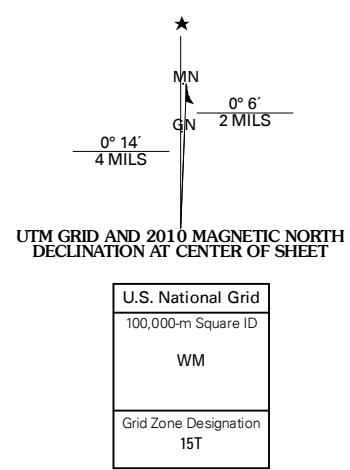 ★
MN
0° 6´
2 MILS
GN
0° 14´
4 MILS
UTM GRID AND 2010 MAGNETIC NORTH
DECLINATION AT CENTER OF SHEET
U.S. National Grid
100,000-m Square ID
WM
Grid Zone Designation
15T